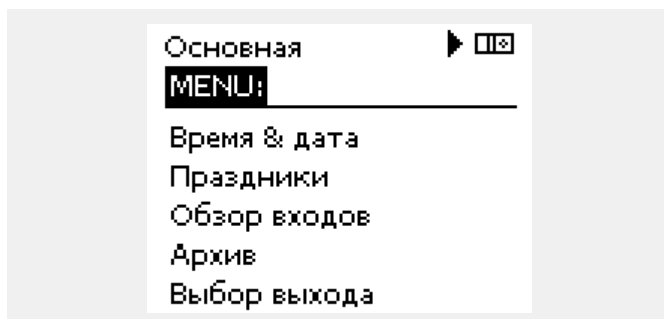 Основная
MENU:
Время & дата
Праздники
Обзор входов
Архив
Выбор выхода